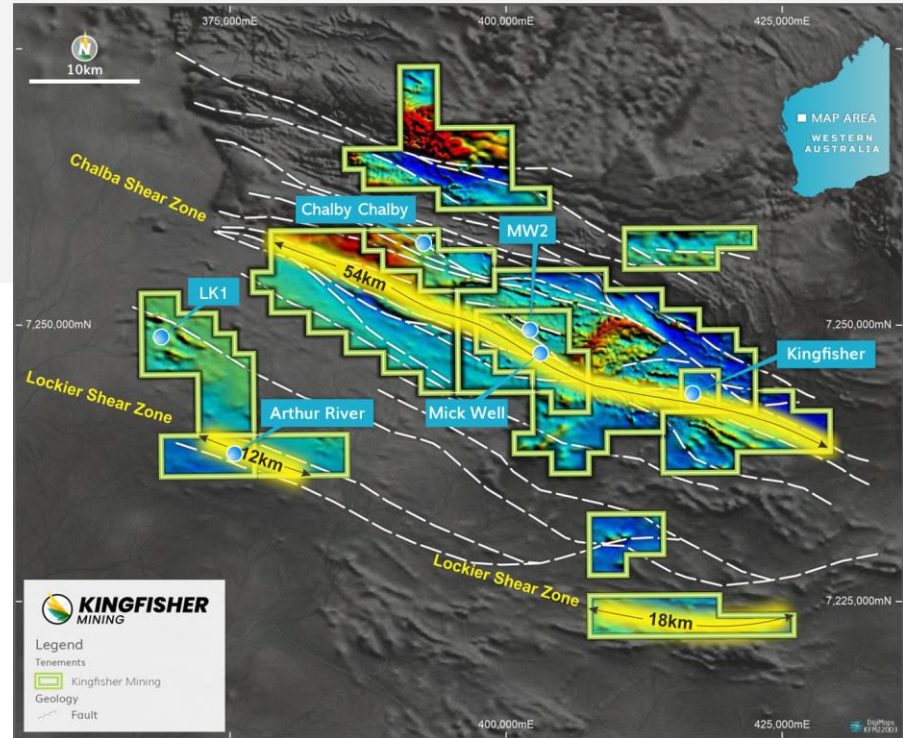 375,000mE
400,000mE
425,000mE
N
10km
MAP AREA
WESTERN
AUSTRALIA
Chalba Shear Zone
Chalby Chalby
MW2
54km
LK1
7,250,000mN
7,250,000mN
Kingfisher
Lockier Shear Zone
Mick Well
Arthur River
12km
Lockier Shear Zone
7,225,000mN
18km
KINGFISHER
MINING
Legend
Tenements
Kingfisher Mining
Geology
Fault
400,000mE
425,000mE
DigiMaps
KFM22003